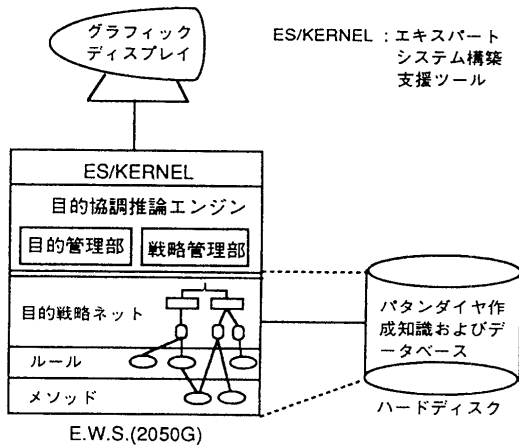 グラフィック
ディスプレイ
ES/KERNEL : エキスパート
システム構築
支援ツール
ES/KERNEL
目的協調推論エンジン
目的管理部
戦略管理部
目的戦略ネット
ルール
メソッド
パタンダイヤ作
成知識およびデ
ータベース
ハードディスク
E.W.S.(2050G)